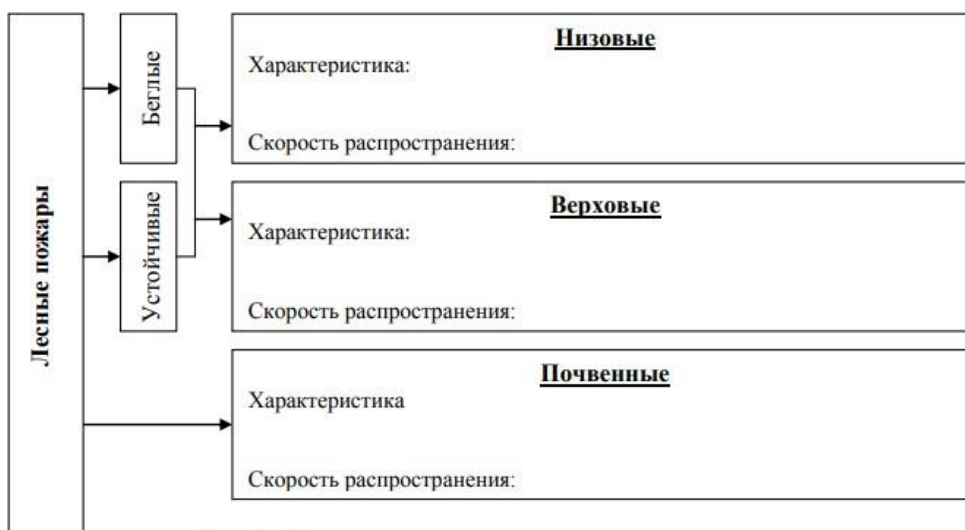 Лесные пожары
Беглые
Устойчивые
Низовые
Характеристика:
Скорость распространения:
Верховые
Характеристика:
Скорость распространения:
Почвенные
Характеристика
Скорость распространения: